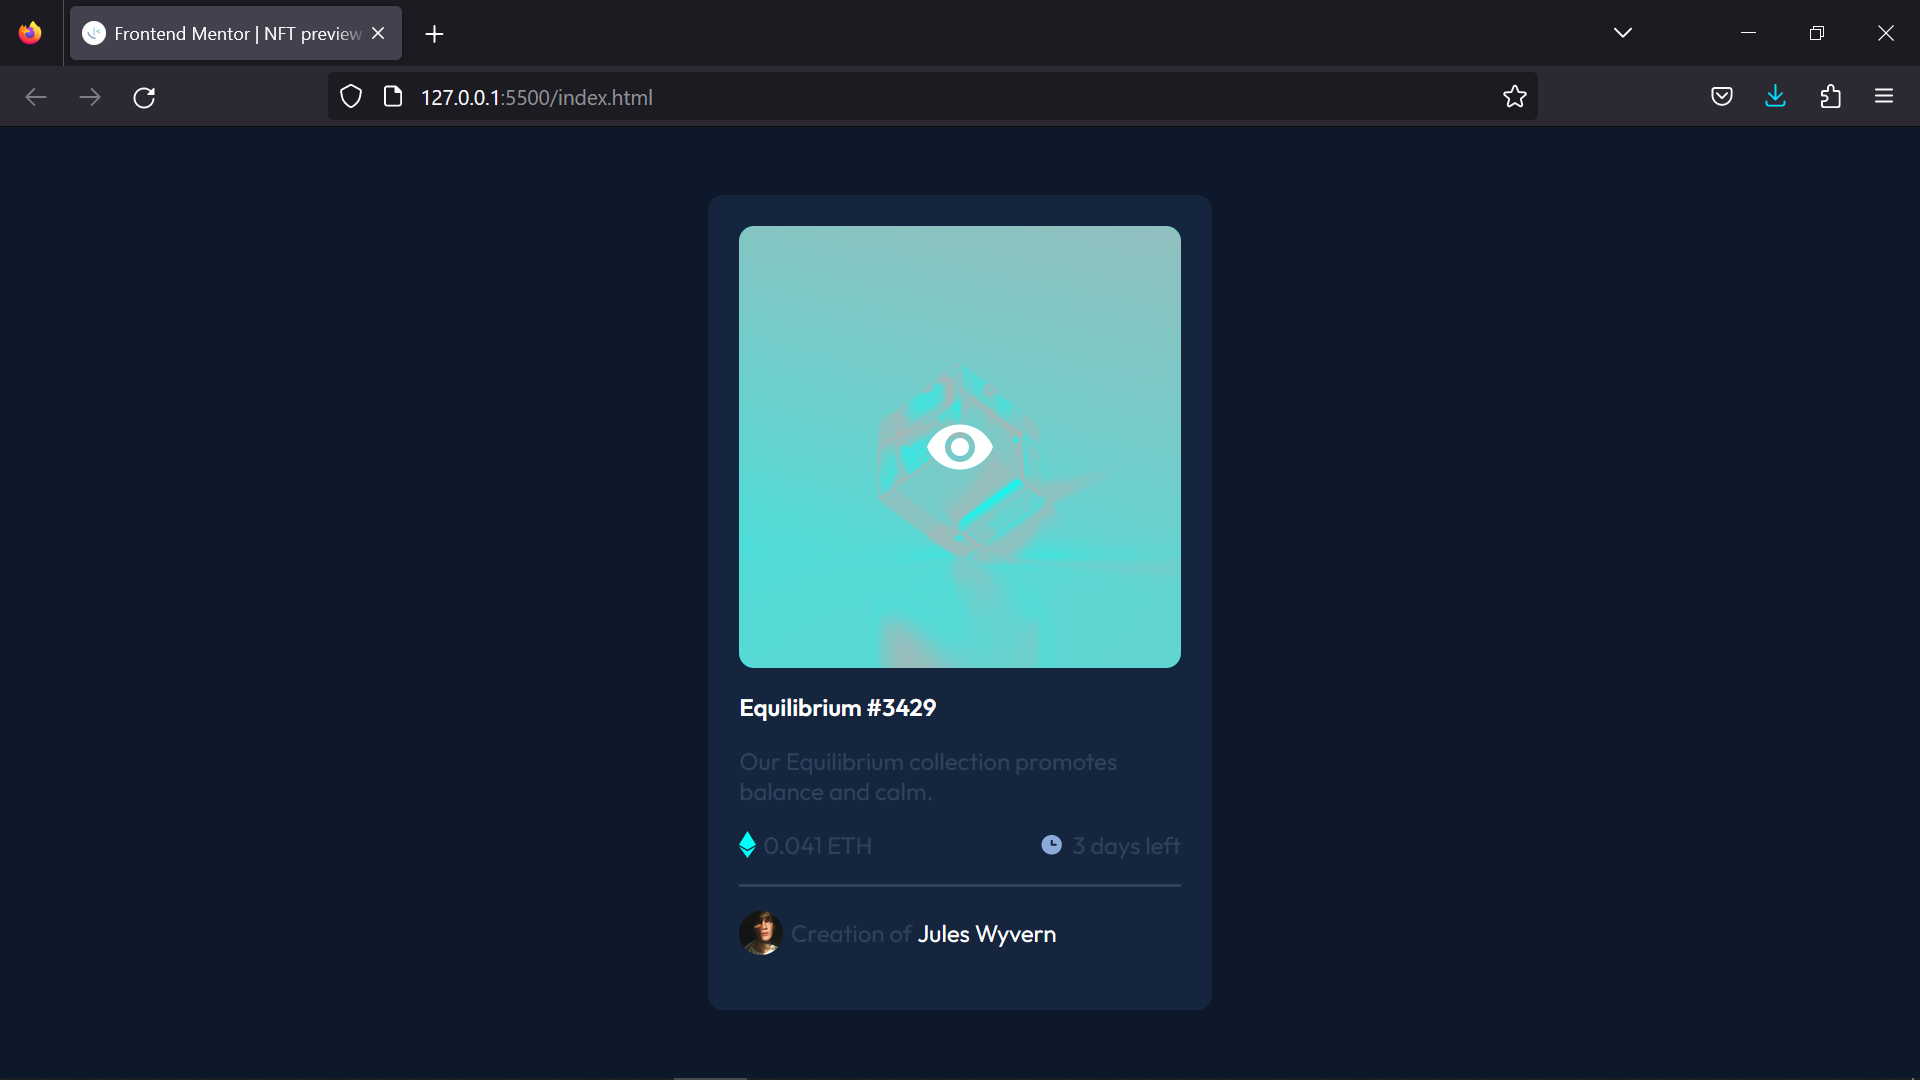 Frontend Mentor | NFT preview
127.0.0.1:5500/index.html
Equilibrium #3429
Our Equilibrium collection promotes
balance and calm.
0.041 ETH
3 days left
Creation of Jules Wyvern